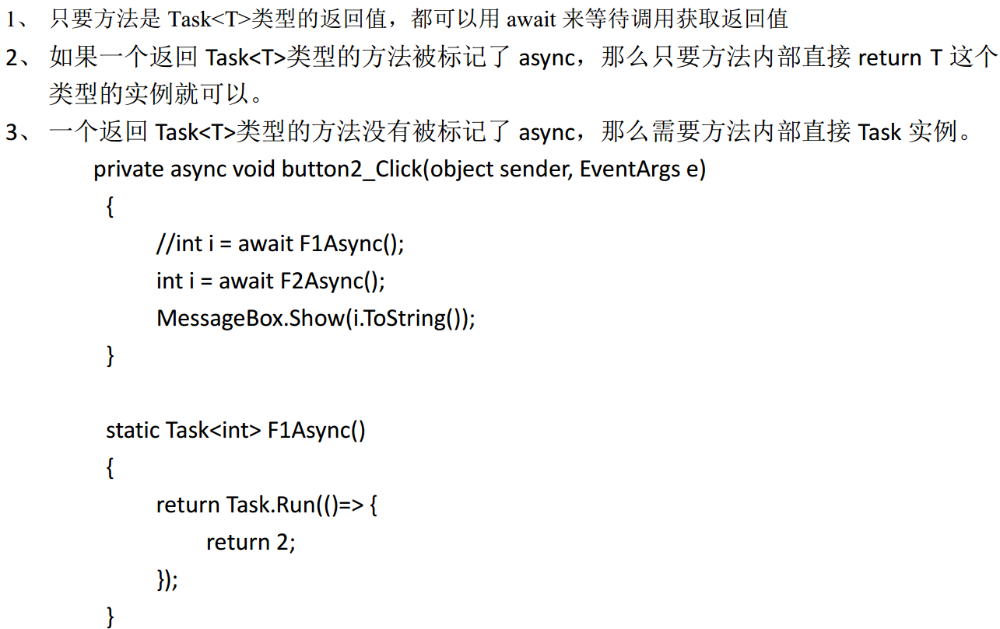 1、 只要方法是 Task<T>类型的返回值，都可以用 await 来等待调用获取返回值
2、 如果一个返回 Task<T>类型的方法被标记了 async，那么只要方法内部直接 return T 这个
类型的实例就可以。
3、 一个返回 Task<T>类型的方法没有被标记了 async，那么需要方法内部直接 Task 实例。
private async void button2_Click(object sender, EventArgs e)
{
//int i = await F1Async();
int i = await F2Async();
MessageBox.Show(i.ToString());
}
static Task<int> F1Async()
{
return Task.Run(()=> {
return 2;
});
}